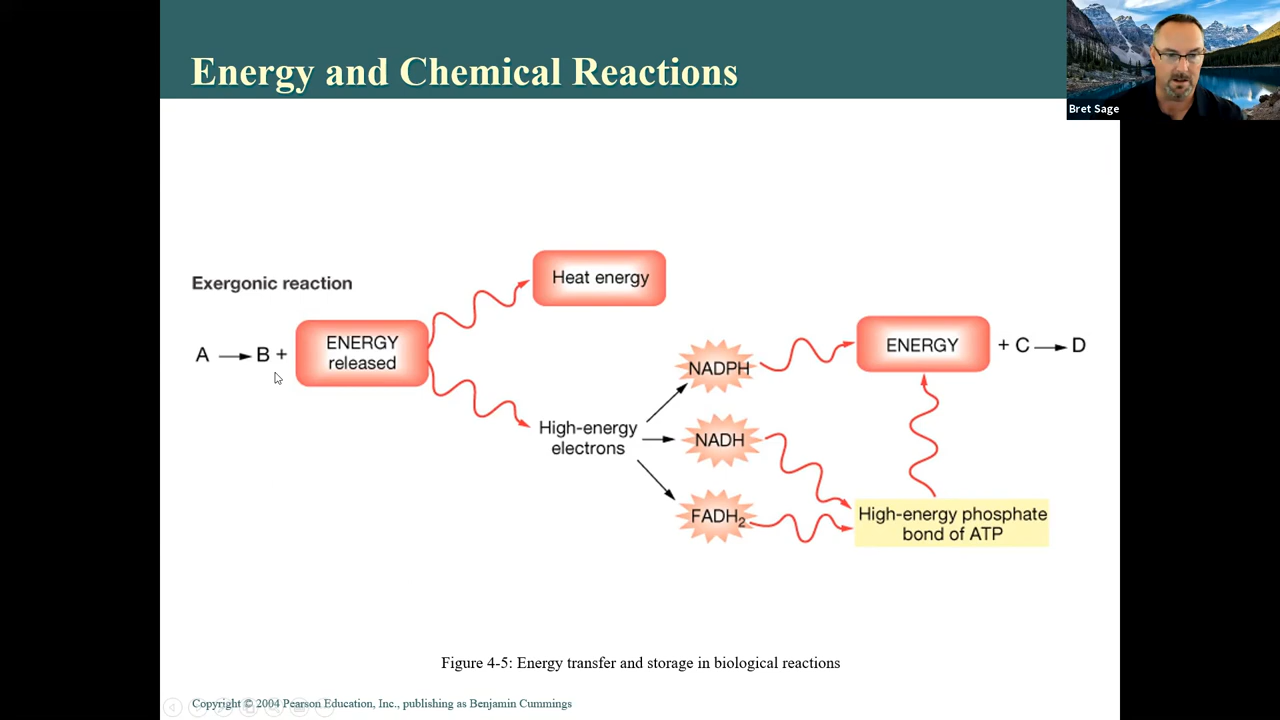 Energy and Chemical Reactions
Bret Sage
Exergonic reaction
A → B +
ENERGY
released
Heat energy
High-energy
electrons
NADPH
NADH
FADH₂
ENERGY
+ C → D
High-energy phosphate
bond of ATP
Figure 4-5: Energy transfer and storage in biological reactions
Copyright © 2004 Pearson Education, Inc., publishing as Benjamin Cummings